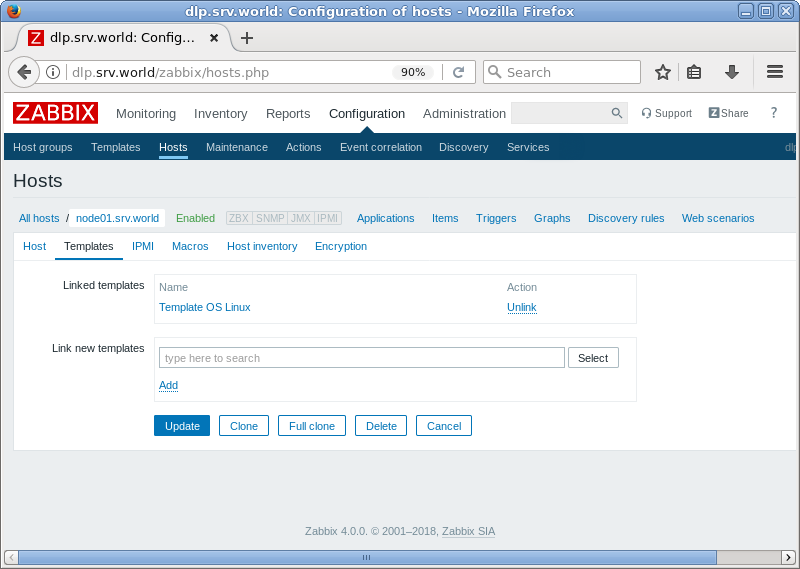 dlp.srv.world: Configuration of hosts - Mozilla Firefox
Z dlp.srv.world: Config...
dlp.srv.world/zabbix/hosts.php 90% Search
ZABBIX Monitoring Inventory Reports Configuration Administration Support Z Share ?
Host groups Templates Hosts Maintenance Actions Event correlation Discovery Services dlp
Hosts
All hosts / node01.srv.world Enabled ZBX SNMP JMX IPMI Applications Items Triggers Graphs Discovery rules Web scenarios
Host Templates IPMI Macros Host inventory Encryption
Linked templates Name Action
Template OS Linux Unlink
Link new templates
type here to search Select
Add
Update Clone Full clone Delete Cancel
Zabbix 4.0.0. © 2001–2018, Zabbix SIA